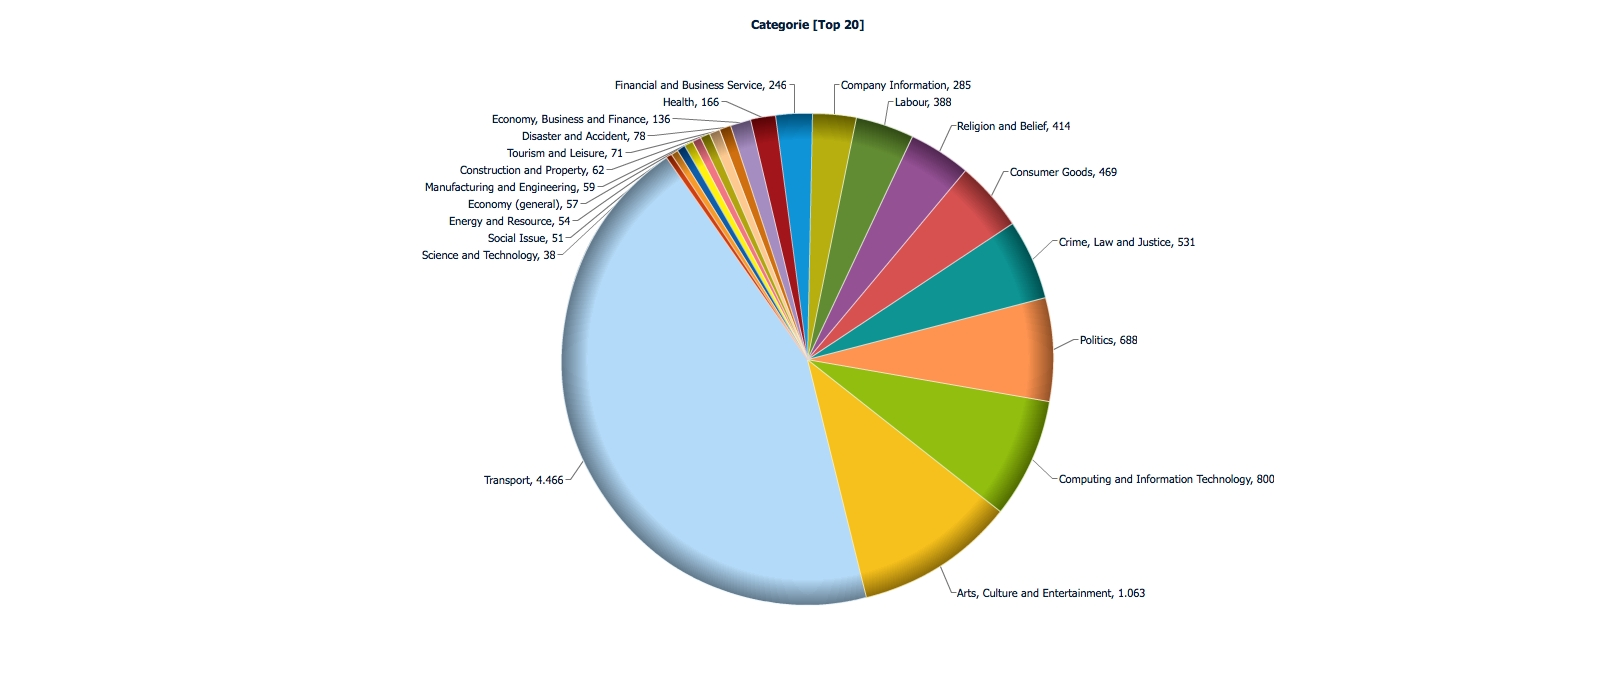 Categorie [Top 20]
Financial and Business Service, 246
Company Information, 285
Health, 166
Labour, 388
Economy, Business and Finance, 136
Religion and Belief, 414
Disaster and Accident, 78
Tourism and Leisure, 71
Construction and Property, 62
Consumer Goods, 469
Manufacturing and Engineering, 59
Economy (general), 57
Energy and Resource, 54
Social Issue, 51
Crime, Law and Justice, 531
Science and Technology, 38
Politics, 688
Transport, 4.466
Computing and Information Technology, 800
Arts, Culture and Entertainment, 1.063